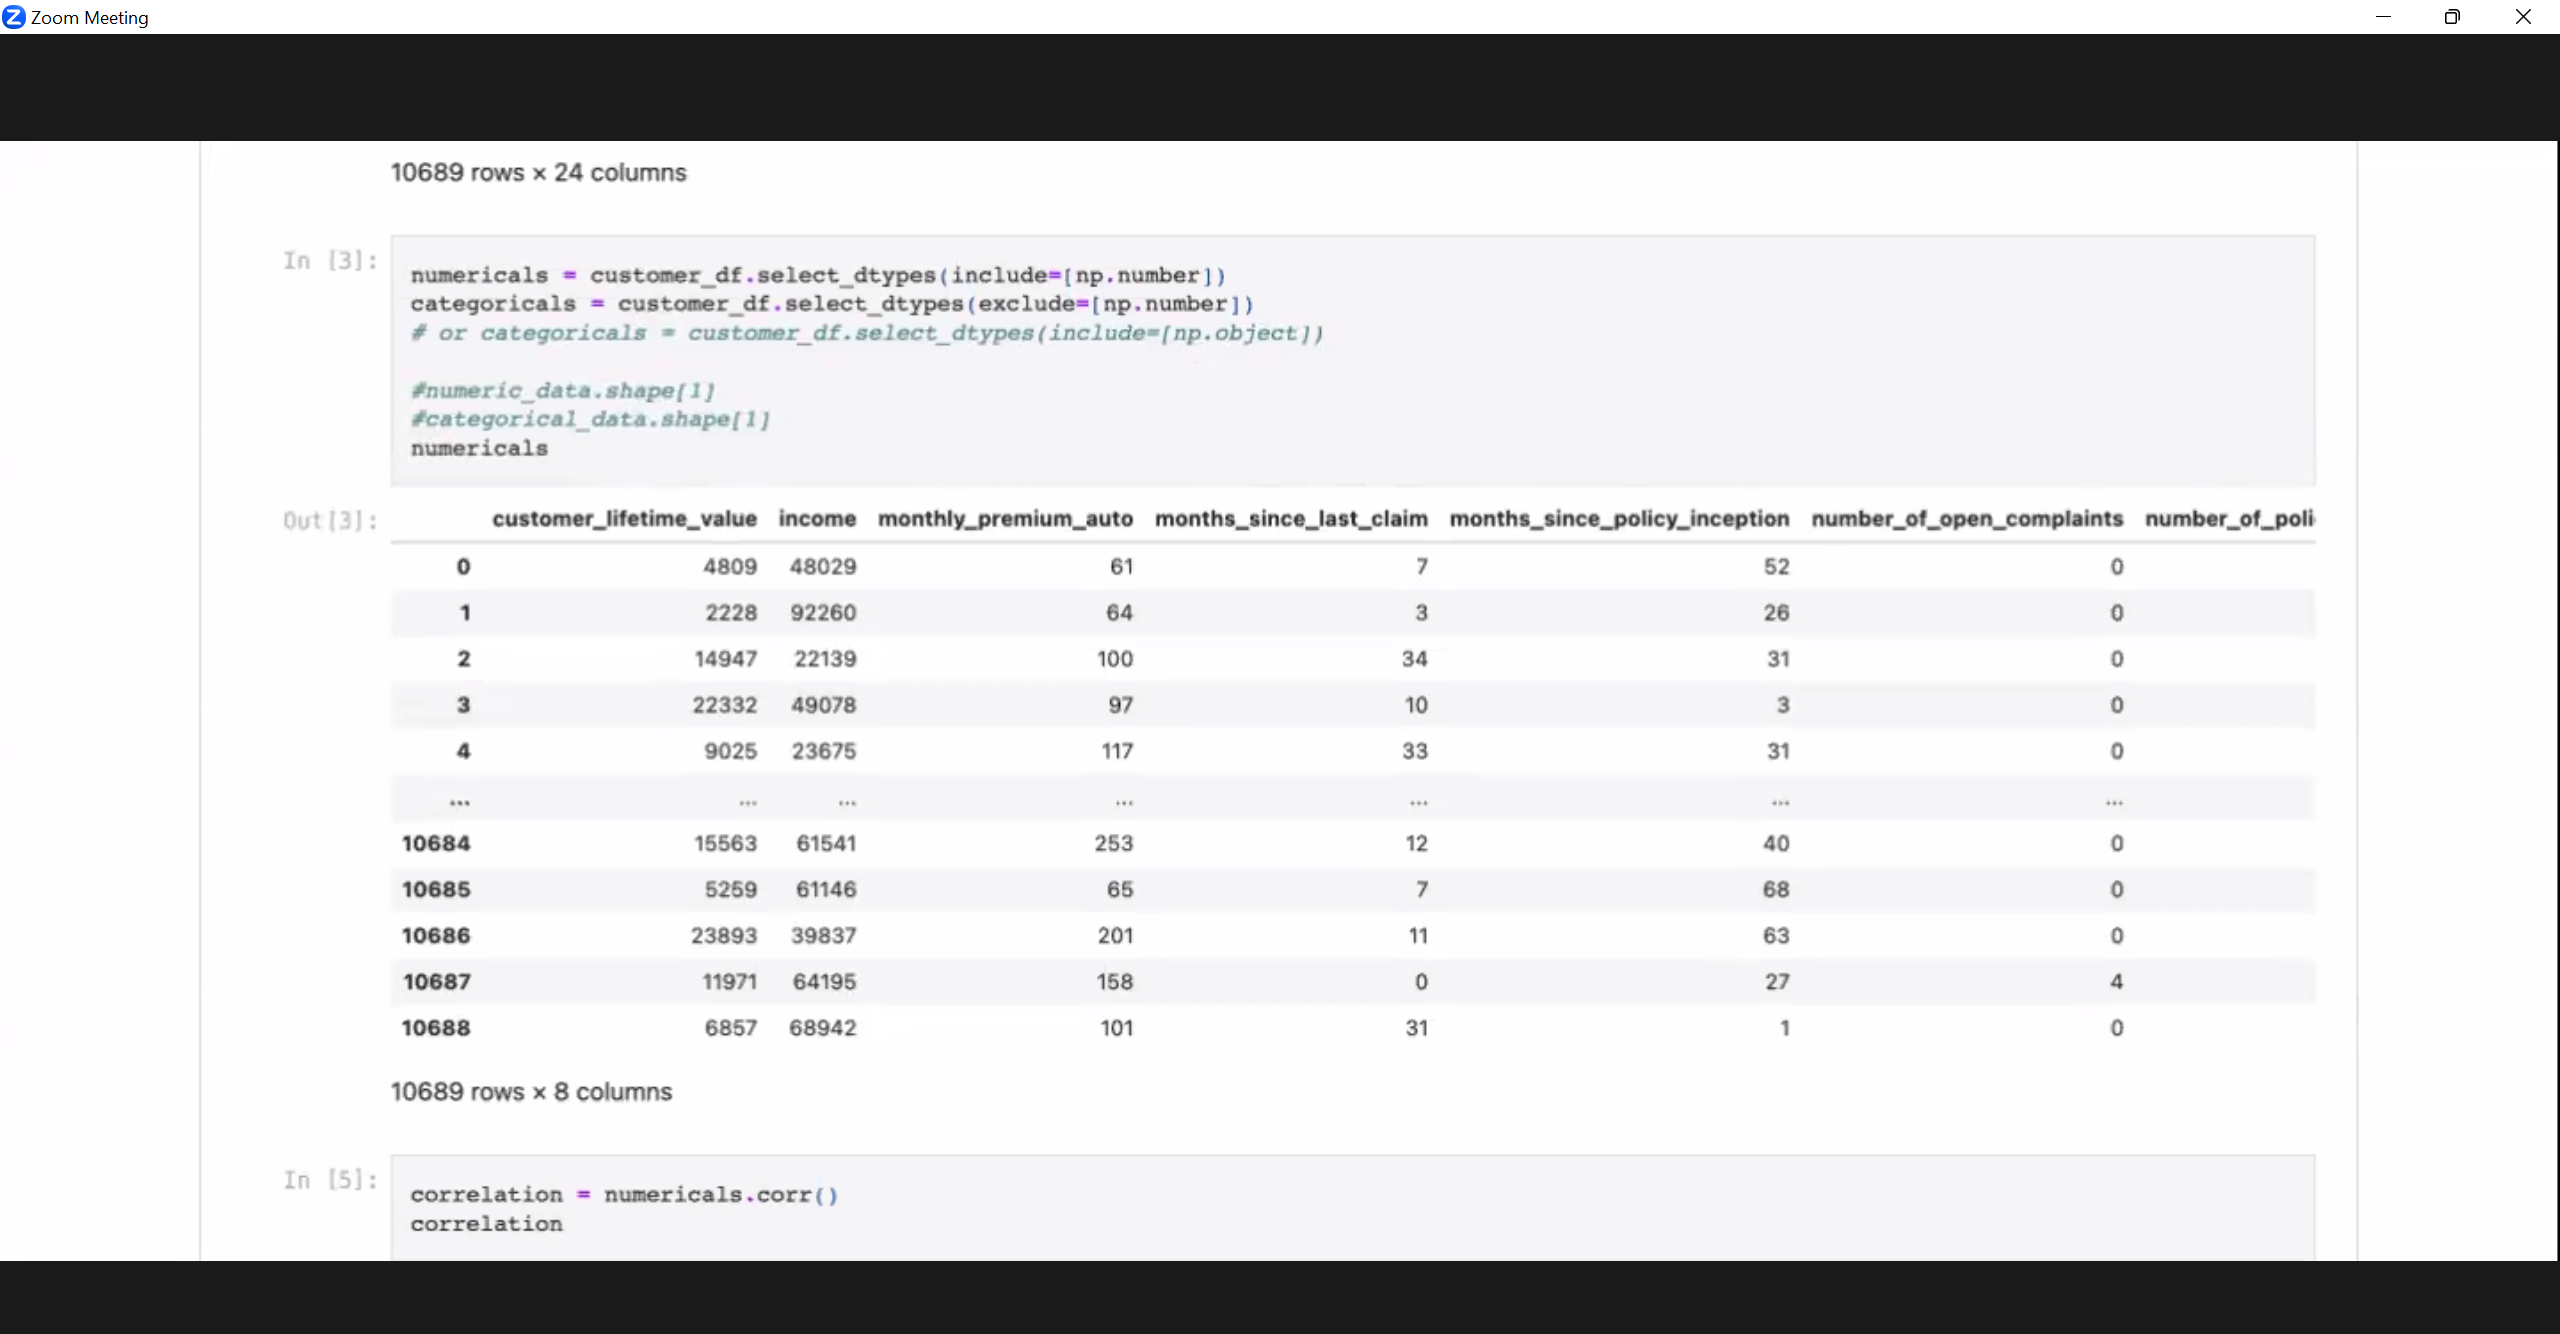 Zoom Meeting
10689 rows × 24 columns
In [3]:
numericals = customer_df.select_dtypes(include=[np.number])
categoricals = customer_df.select_dtypes(exclude=[np.number])
# or categoricals = customer_df.select_dtypes(include=[np.object])
#numeric_data.shape[1]
#categorical_data.shape[1]
numericals
Out[3]:
customer_lifetime_value income monthly_premium_auto months_since_last_claim months_since_policy_inception number_of_open_complaints number_of_poli
0 4809 48029 61 7 52 0
1 2228 92260 64 3 26 0
2 14947 22139 100 34 31 0
3 22332 49078 97 10 3 0
4 9025 23675 117 33 31 0
... ... ... ... ... ... ...
10684 15563 61541 253 12 40 0
10685 5259 61146 65 7 68 0
10686 23893 39837 201 11 63 0
10687 11971 64195 158 0 27 4
10688 6857 68942 101 31 1 0
10689 rows × 8 columns
In [5]:
correlation = numericals.corr()
correlation